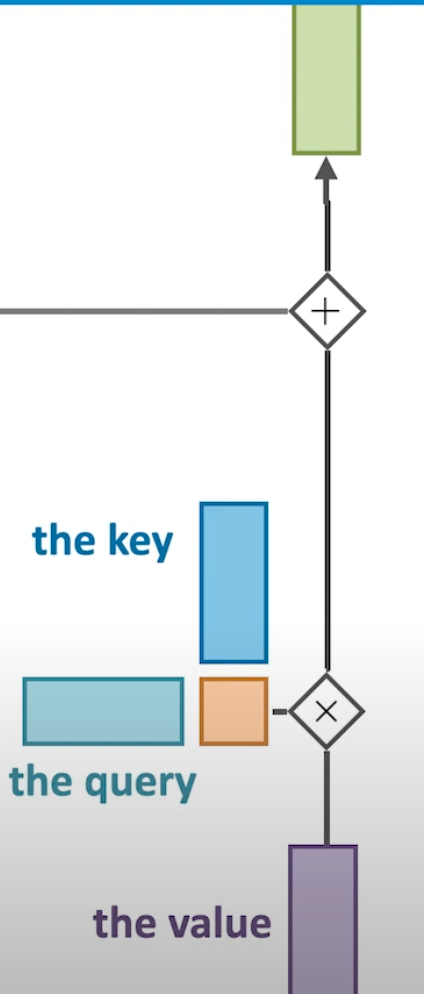 +
the key
×
the query
the value